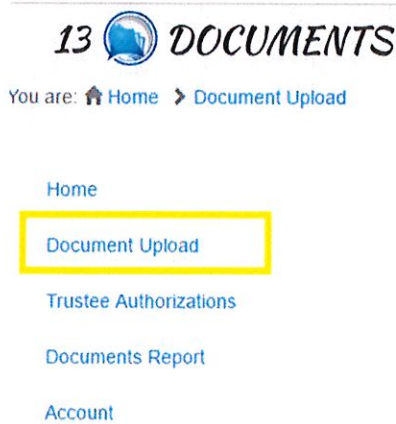 13 DOCUMENTS
You are: Home > Document Upload
Home
Document Upload
Trustee Authorizations
Documents Report
Account